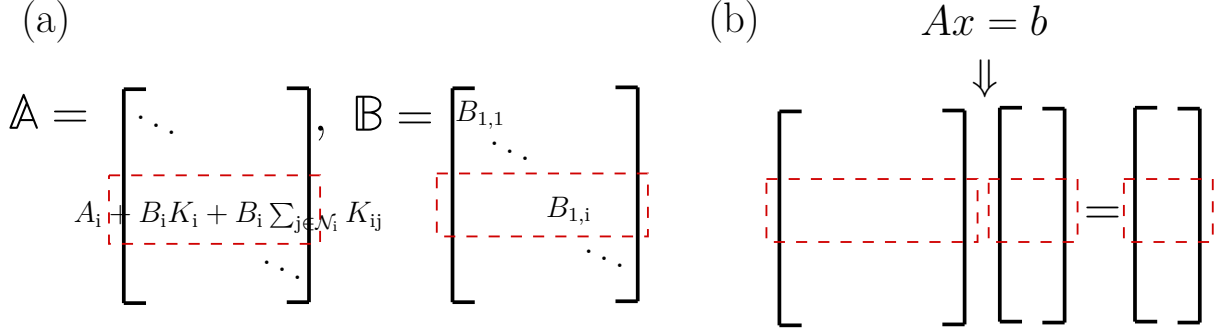 (a)
𝔸 = [ ⋱
A_i + B_i K_i + B_i ∑_{j∈𝒩_i} K_{ij}
⋱ ] , 𝔹 = [ B_{1,1}
⋱
B_{1,i}
⋱ ]
(b)
Ax = b
⇓
[ ] [ ] = [ ]